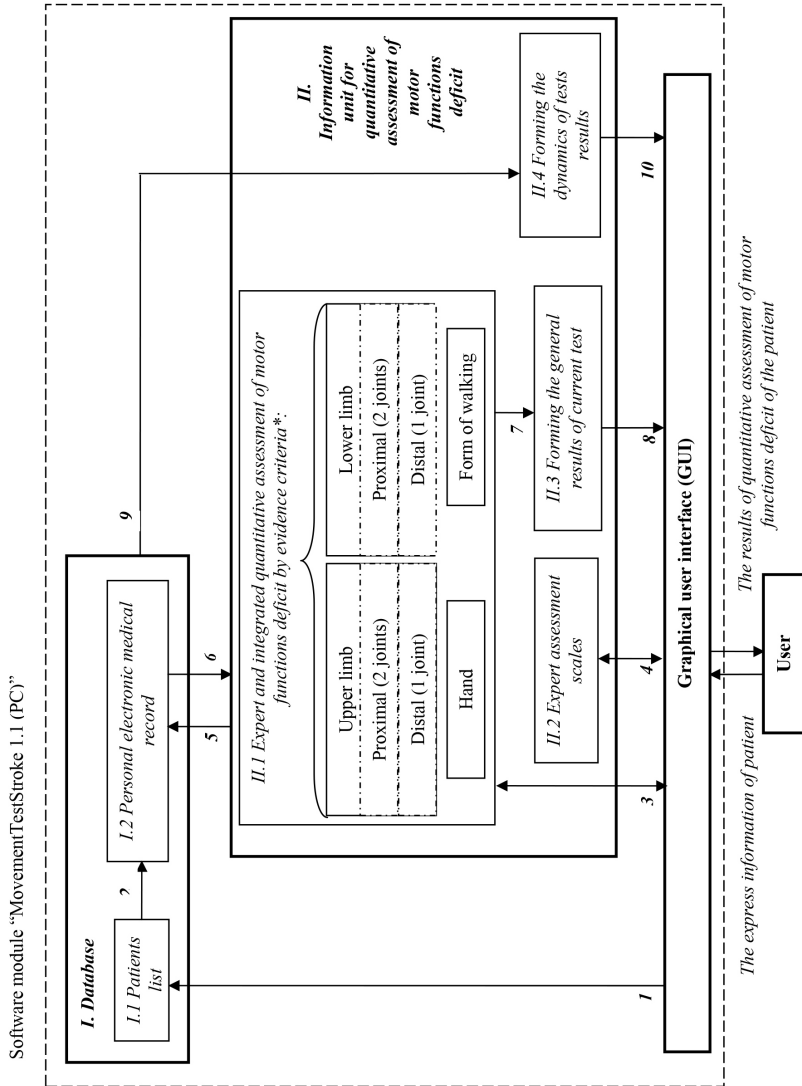 Software module “MovementTestStroke 1.1 (PC)”
I. Database
I.1 Patients
list
2
I.2 Personal electronic medical
record
9
5
6
II.
Information
unit for
quantitative
assessment of
motor
functions
deficit
II.1 Expert and integrated quantitative assessment of motor
functions deficit by evidence criteria*:
Upper limb
Proximal (2 joints)
Distal (1 joint)
Hand
Lower limb
Proximal (2 joints)
Distal (1 joint)
Form of walking
7
II.2 Expert assessment
scales
II.3 Forming the general
results of current test
II.4 Forming the
dynamics of tests
results
1
3
4
8
10
Graphical user interface (GUI)
The express information of patient
The results of quantitative assessment of motor
functions deficit of the patient
User